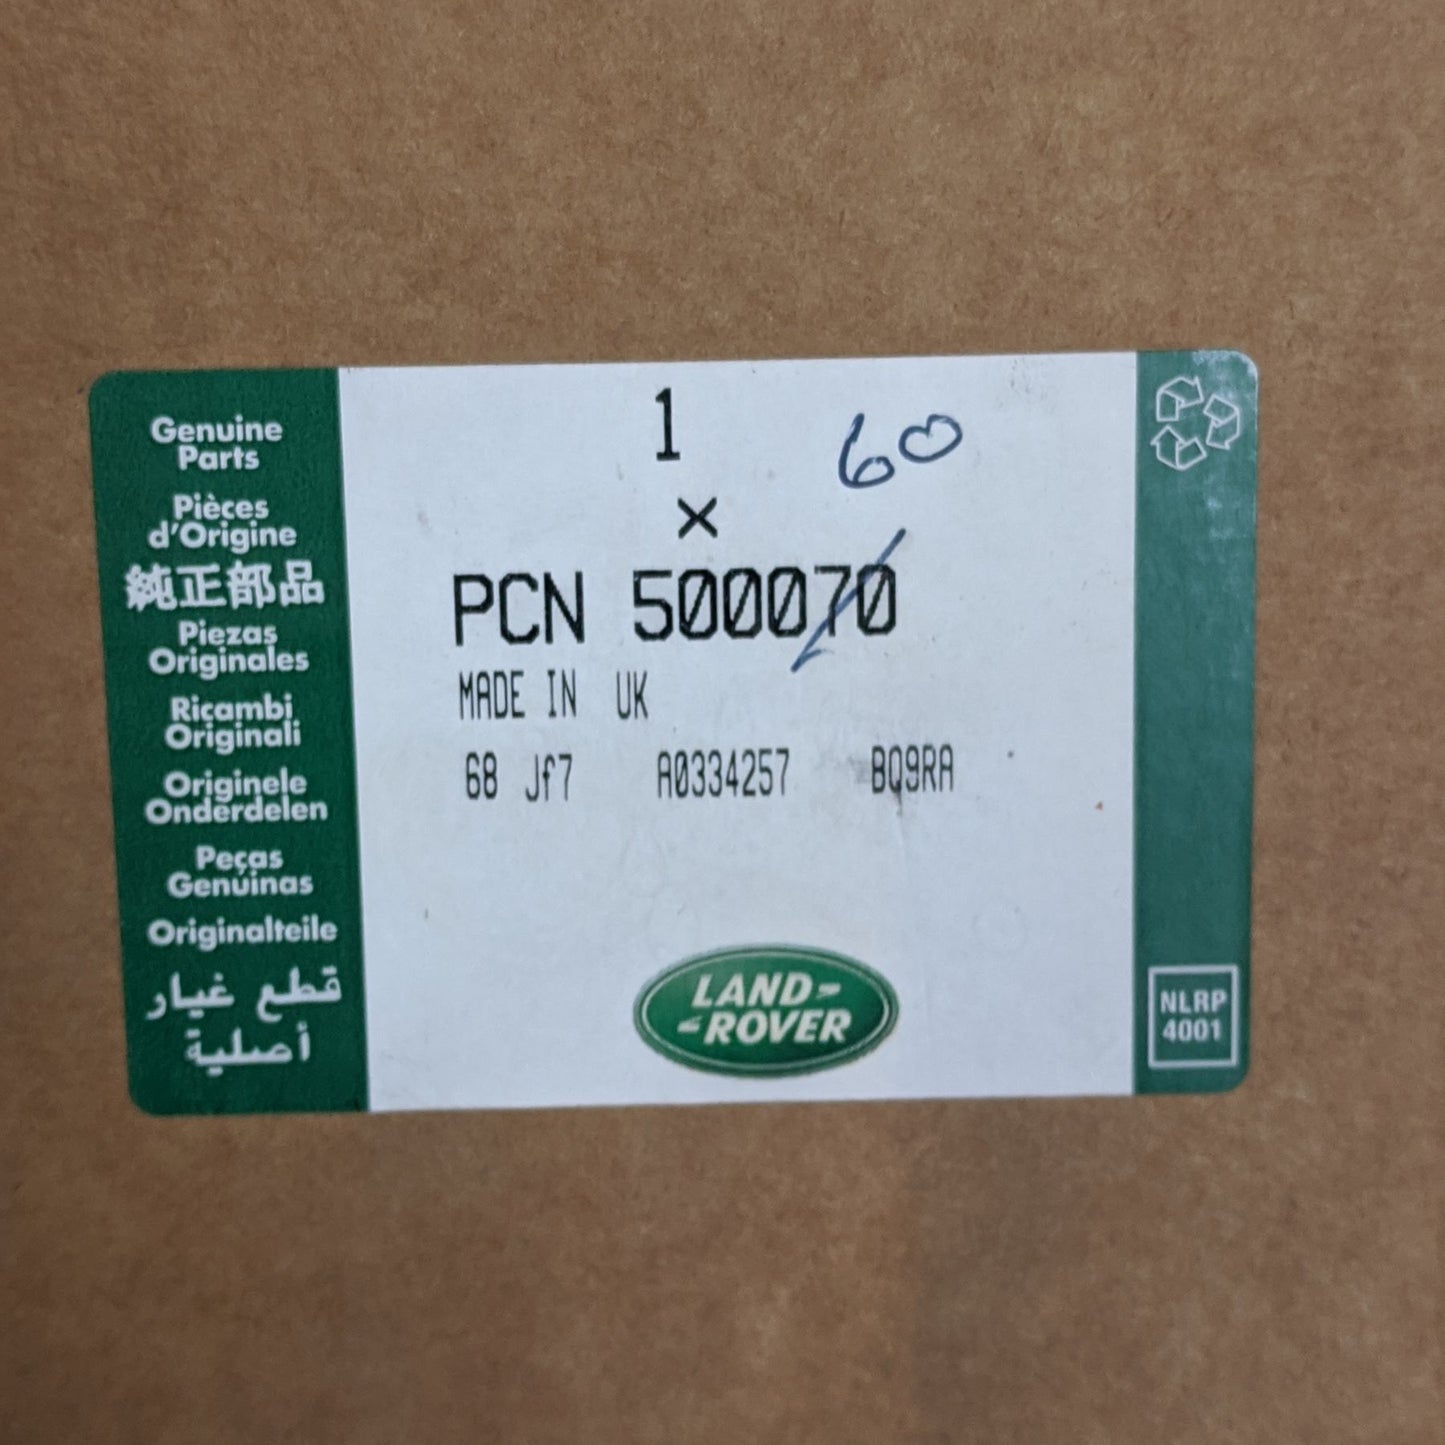 Genuine
Parts
Pièces
d'Origine
純正部品
Piezas
Originales
Ricambi
Originali
Originele
Onderdelen
Peças
Genuinas
Originalteile
قطع غيار
أصلية
1
60
×
PCN 500070
MADE IN UK
68 Jf7 A0334257 BQ9RA
LAND-
-ROVER
NLRP
4001